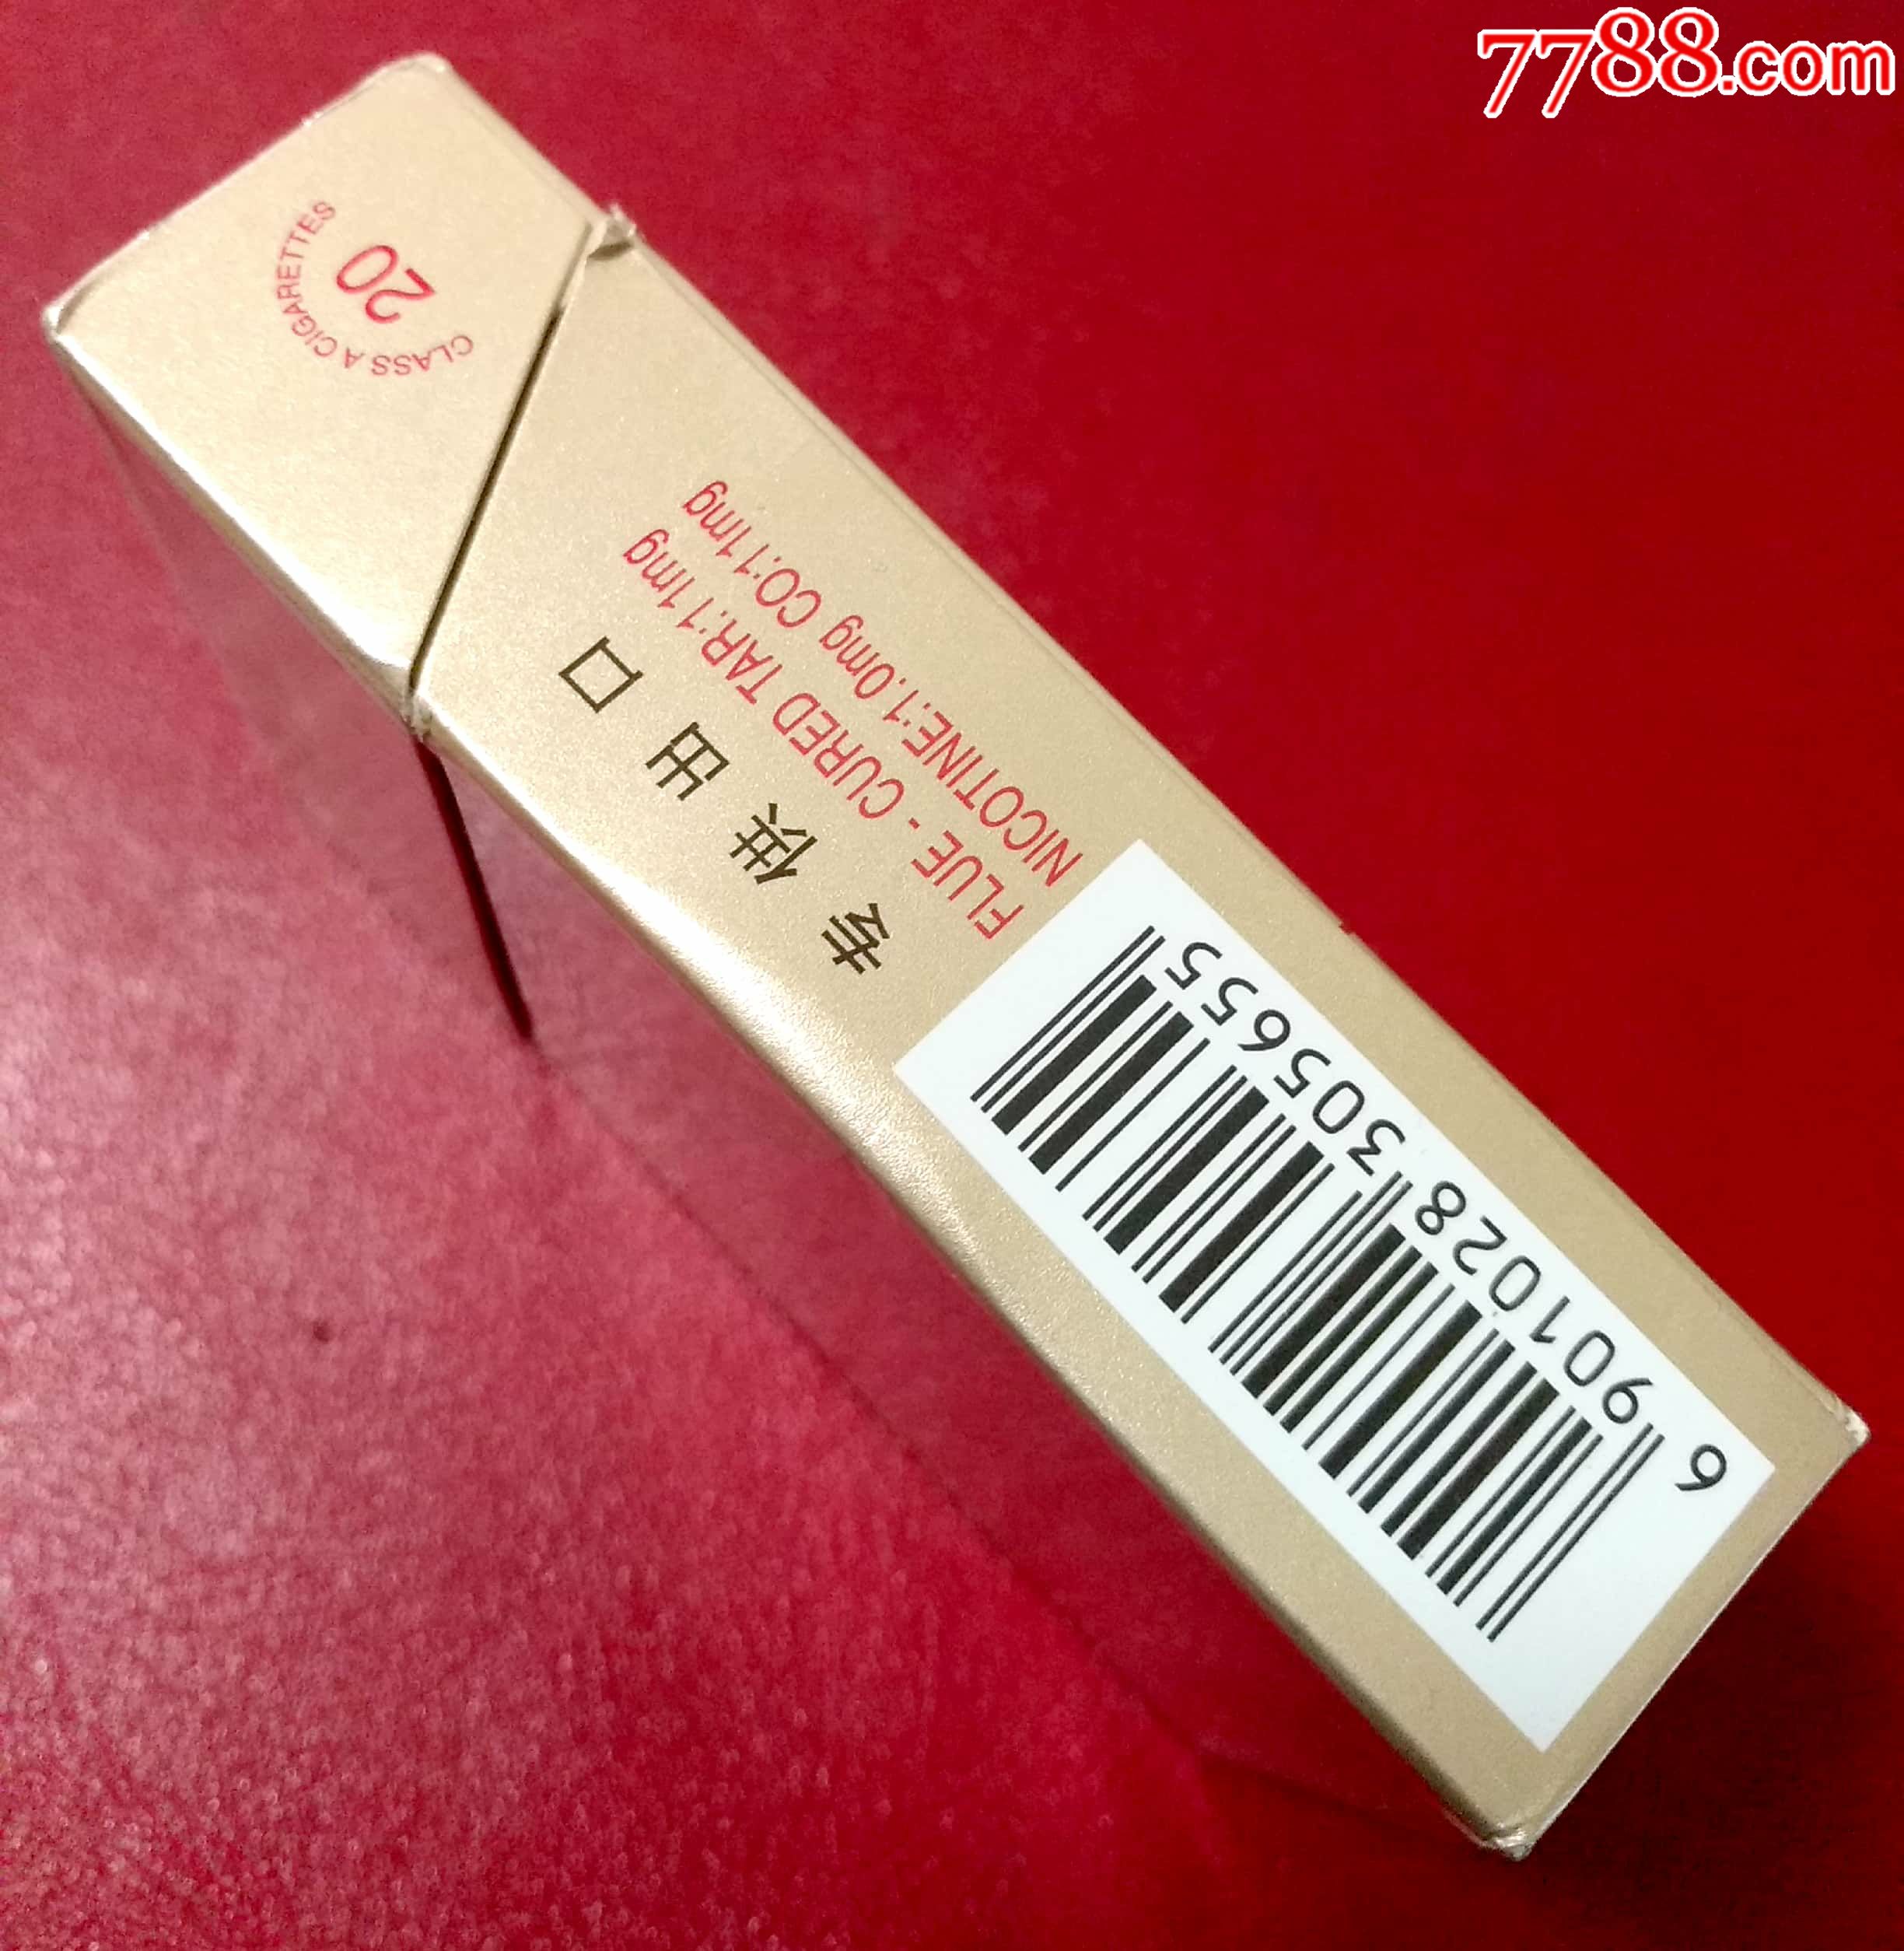 7788.com
20
CLASS A CIGARETTES
专供出口
FLUE - CURED TAR:11mg
NICOTINE:1.0mg CO:11mg
6 901028 305655